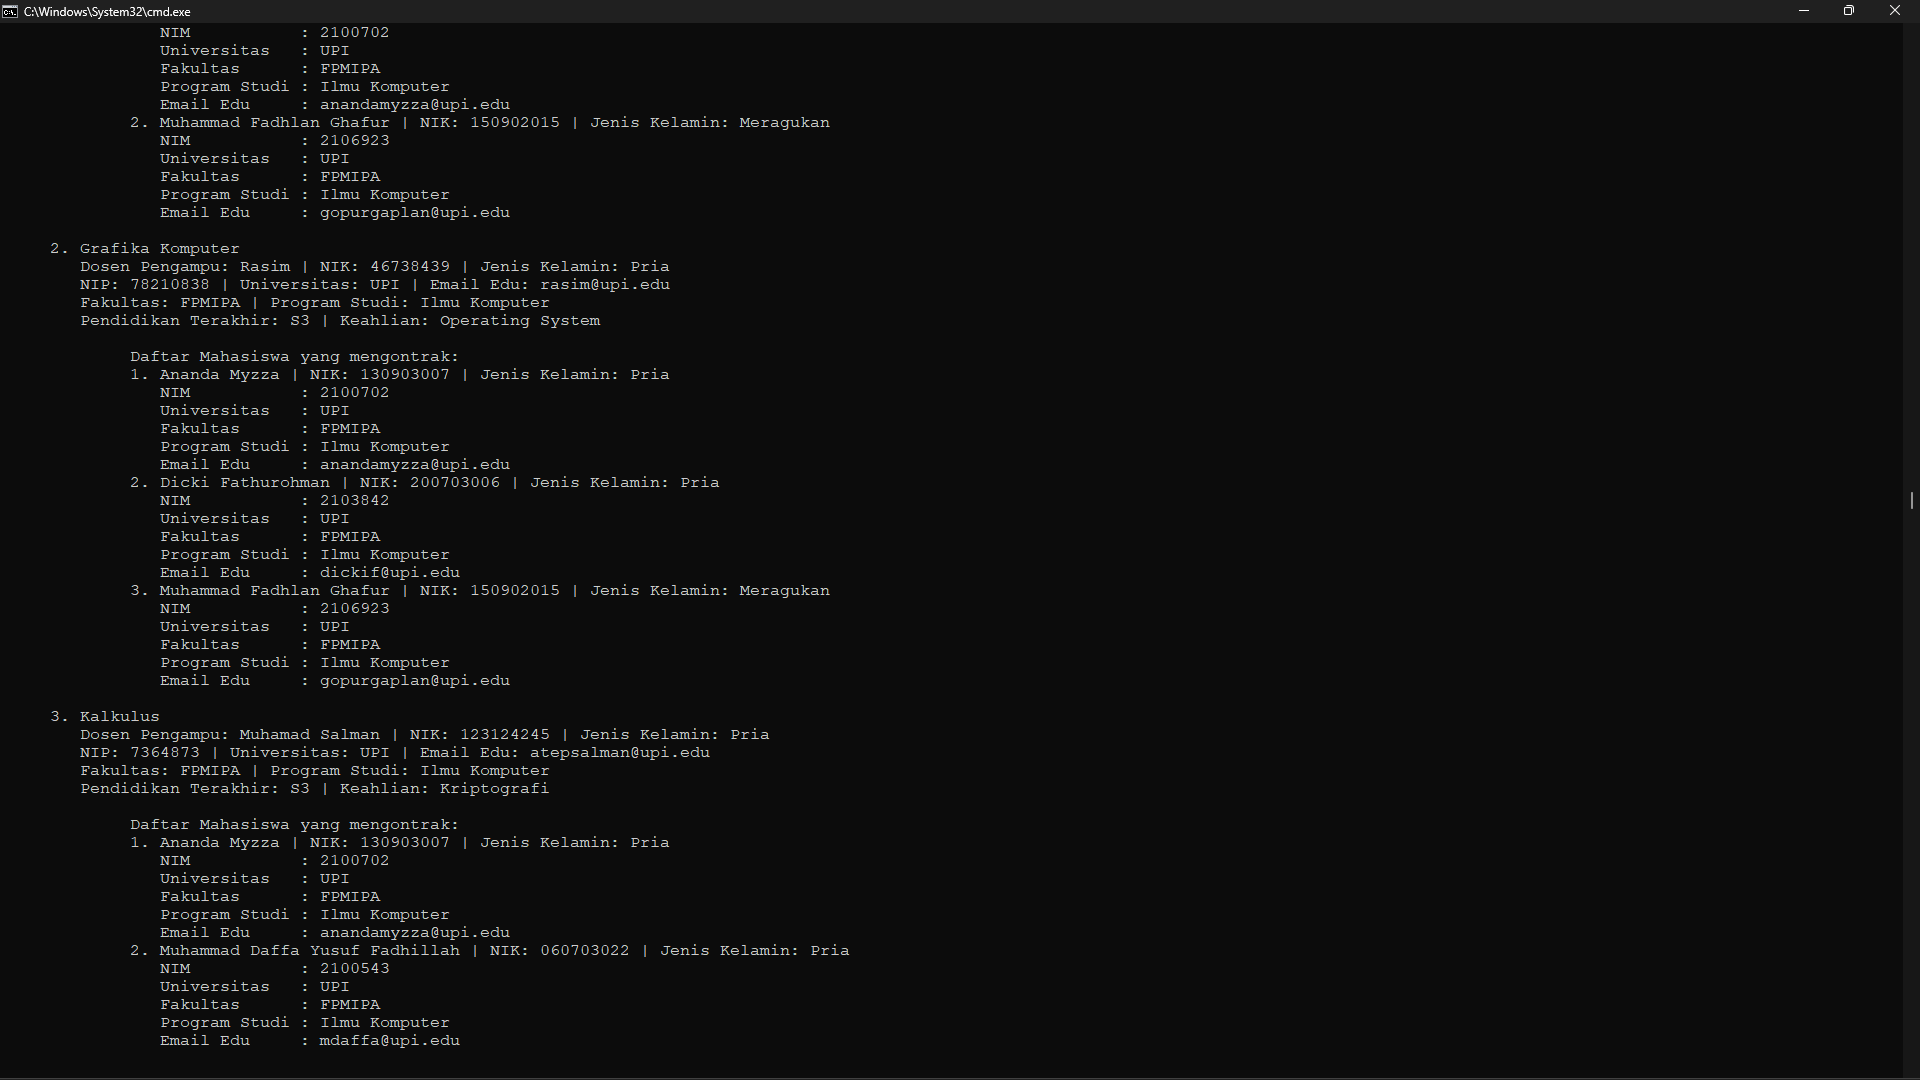 C:\Windows\System32\cmd.exe
NIM : 2100702
Universitas : UPI
Fakultas : FPMIPA
Program Studi : Ilmu Komputer
Email Edu : anandamyzza@upi.edu
2. Muhammad Fadhlan Ghafur | NIK: 150902015 | Jenis Kelamin: Meragukan
NIM : 2106923
Universitas : UPI
Fakultas : FPMIPA
Program Studi : Ilmu Komputer
Email Edu : gopurgaplan@upi.edu
2. Grafika Komputer
Dosen Pengampu: Rasim | NIK: 46738439 | Jenis Kelamin: Pria
NIP: 78210838 | Universitas: UPI | Email Edu: rasim@upi.edu
Fakultas: FPMIPA | Program Studi: Ilmu Komputer
Pendidikan Terakhir: S3 | Keahlian: Operating System
Daftar Mahasiswa yang mengontrak:
1. Ananda Myzza | NIK: 130903007 | Jenis Kelamin: Pria
NIM : 2100702
Universitas : UPI
Fakultas : FPMIPA
Program Studi : Ilmu Komputer
Email Edu : anandamyzza@upi.edu
2. Dicki Fathurohman | NIK: 200703006 | Jenis Kelamin: Pria
NIM : 2103842
Universitas : UPI
Fakultas : FPMIPA
Program Studi : Ilmu Komputer
Email Edu : dickif@upi.edu
3. Muhammad Fadhlan Ghafur | NIK: 150902015 | Jenis Kelamin: Meragukan
NIM : 2106923
Universitas : UPI
Fakultas : FPMIPA
Program Studi : Ilmu Komputer
Email Edu : gopurgaplan@upi.edu
3. Kalkulus
Dosen Pengampu: Muhamad Salman | NIK: 123124245 | Jenis Kelamin: Pria
NIP: 7364873 | Universitas: UPI | Email Edu: atepsalman@upi.edu
Fakultas: FPMIPA | Program Studi: Ilmu Komputer
Pendidikan Terakhir: S3 | Keahlian: Kriptografi
Daftar Mahasiswa yang mengontrak:
1. Ananda Myzza | NIK: 130903007 | Jenis Kelamin: Pria
NIM : 2100702
Universitas : UPI
Fakultas : FPMIPA
Program Studi : Ilmu Komputer
Email Edu : anandamyzza@upi.edu
2. Muhammad Daffa Yusuf Fadhillah | NIK: 060703022 | Jenis Kelamin: Pria
NIM : 2100543
Universitas : UPI
Fakultas : FPMIPA
Program Studi : Ilmu Komputer
Email Edu : mdaffa@upi.edu